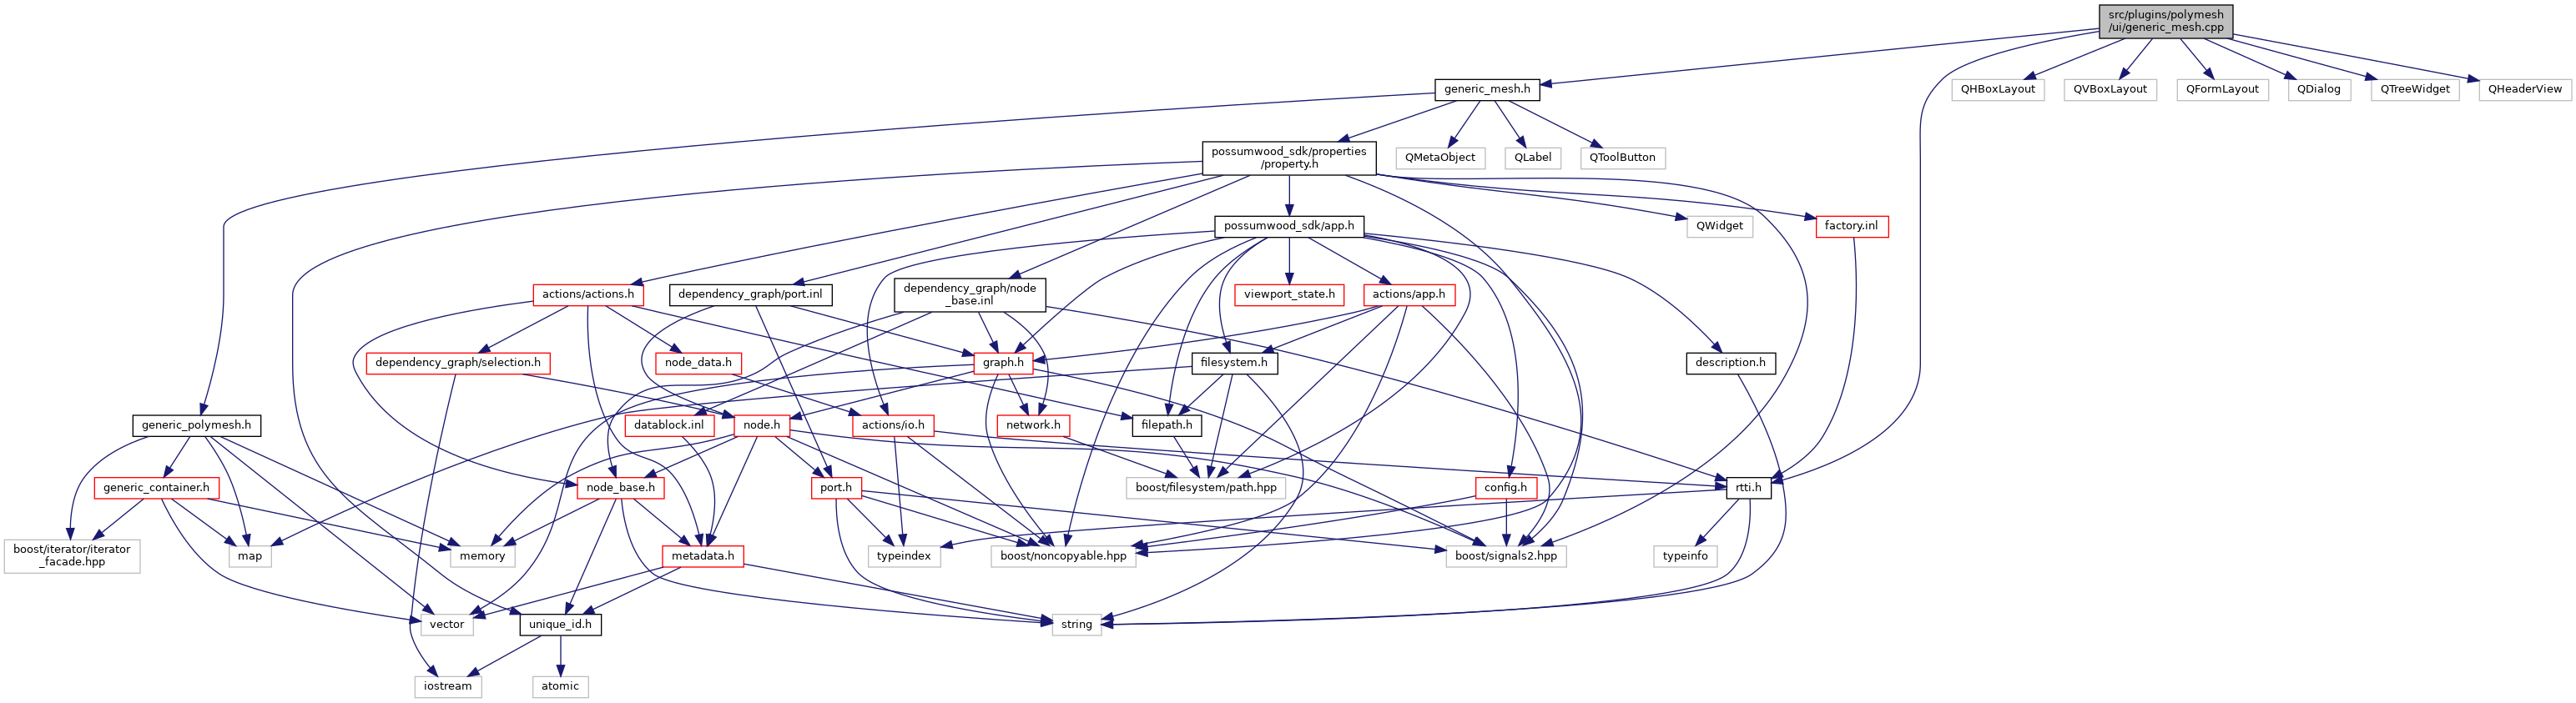 src/plugins/polymesh
/ui/generic_mesh.cpp
generic_mesh.h
QHBoxLayout
QVBoxLayout
QFormLayout
QDialog
QTreeWidget
QHeaderView
possumwood_sdk/properties
/property.h
QMetaObject
QLabel
QToolButton
possumwood_sdk/app.h
QWidget
factory.inl
actions/actions.h
dependency_graph/port.inl
dependency_graph/node
_base.inl
viewport_state.h
actions/app.h
dependency_graph/selection.h
node_data.h
graph.h
filesystem.h
description.h
generic_polymesh.h
datablock.inl
node.h
actions/io.h
network.h
filepath.h
generic_container.h
node_base.h
port.h
boost/filesystem/path.hpp
config.h
rtti.h
boost/iterator/iterator
_facade.hpp
map
memory
metadata.h
typeindex
boost/noncopyable.hpp
boost/signals2.hpp
typeinfo
vector
unique_id.h
string
iostream
atomic